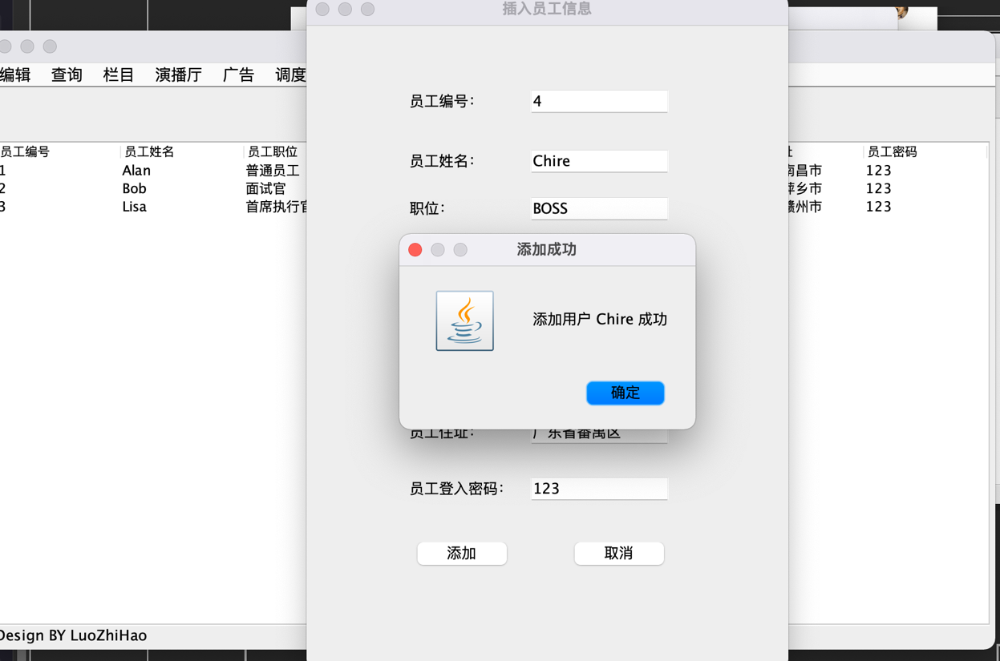 插入员工信息
编辑 查询 栏目 演播厅 广告 调度
员工编号: 4
员工姓名: Chire
职位: BOSS
员工编号 员工姓名 员工职位 址 员工密码
1 Alan 普通员工 南昌市 123
2 Bob 面试官 萍乡市 123
3 Lisa 首席执行官 赣州市 123
添加成功
添加用户 Chire 成功
确定
员工住址: 广东省番禺区
员工登入密码: 123
添加 取消
Design BY LuoZhiHao